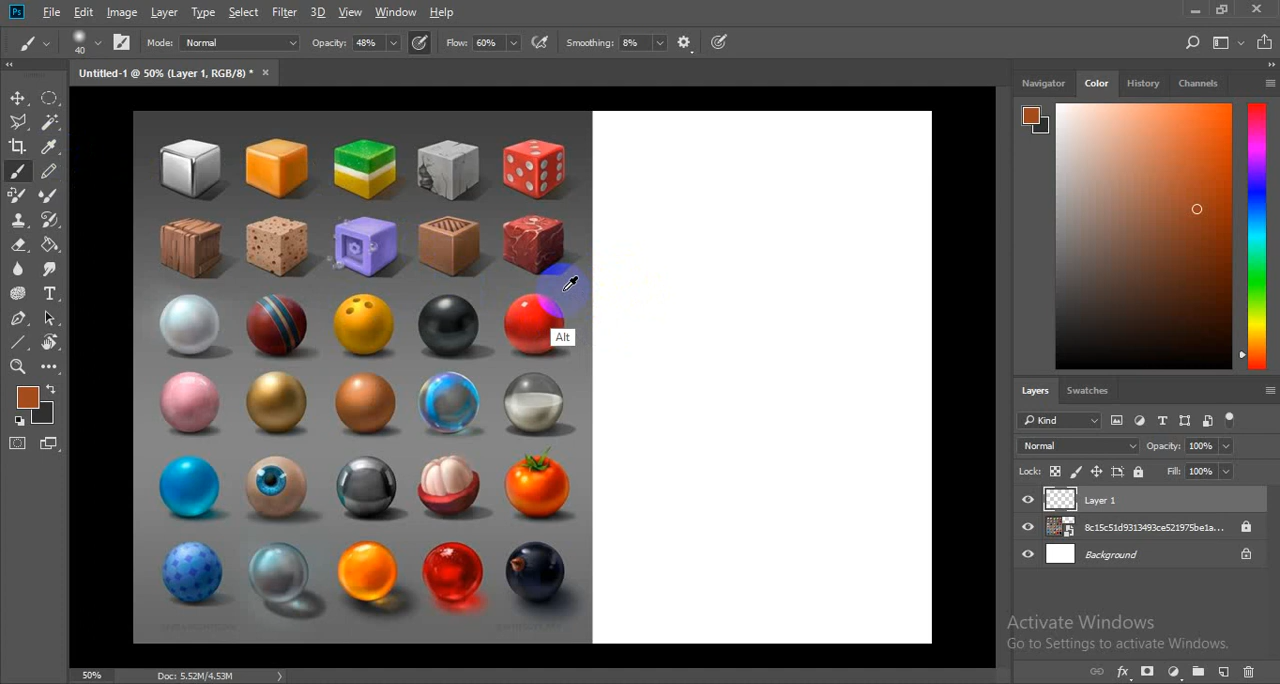 Ps File Edit Image Layer Type Select Filter 3D View Window Help
40 Mode: Normal Opacity: 48% Flow: 60% Smoothing: 8%
Untitled-1 @ 50% (Layer 1, RGB/8) * ×
Navigator Color History Channels
Alt
Layers Swatches
Kind
Normal Opacity: 100%
Lock: Fill: 100%
Layer 1
8c15c51d9313493ce521975be1a...
Background
Activate Windows
Go to Settings to activate Windows.
50% Doc: 5.52M/4.53M